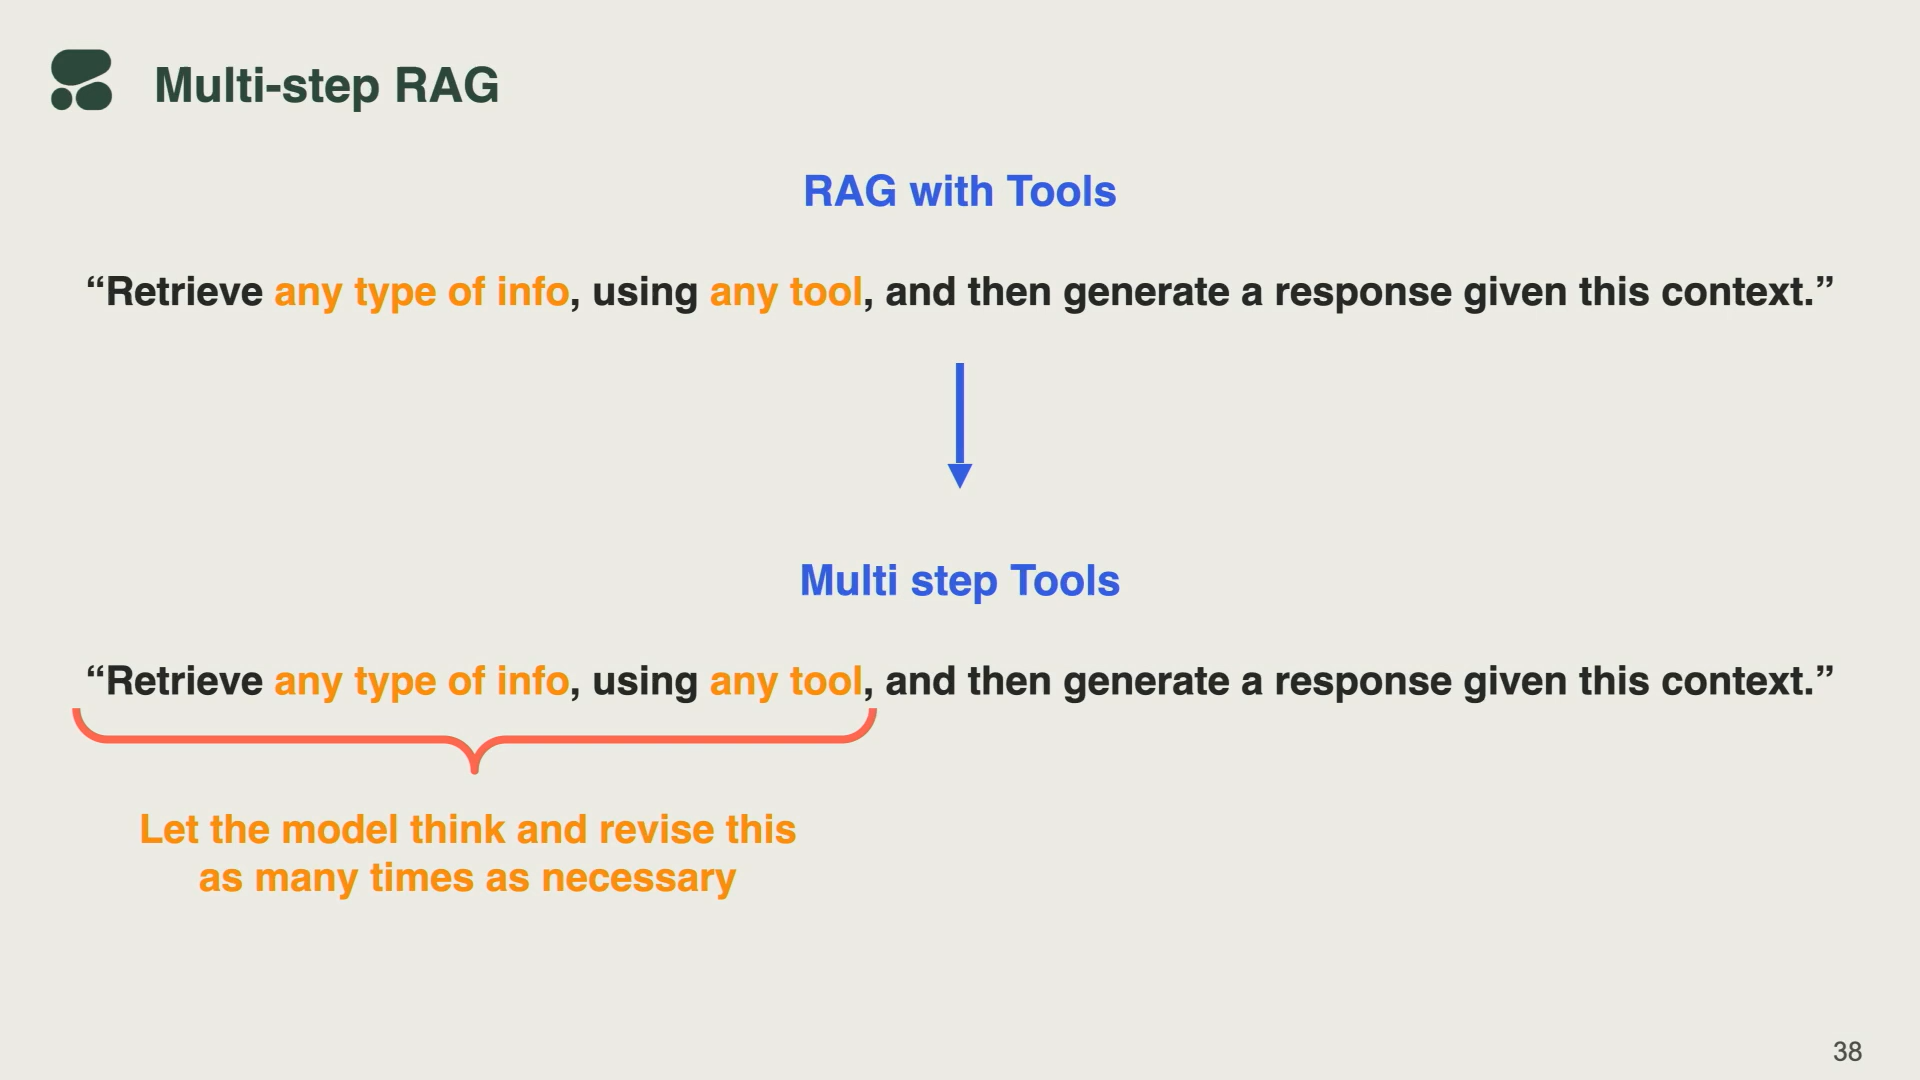 Multi-step RAG
RAG with Tools
“Retrieve any type of info, using any tool, and then generate a response given this context.”
Multi step Tools
“Retrieve any type of info, using any tool, and then generate a response given this context.”
Let the model think and revise this
as many times as necessary
38